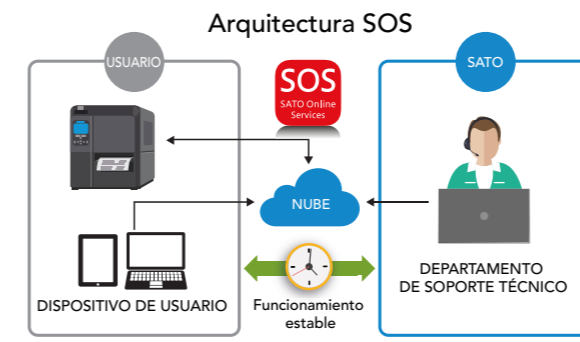 Arquitectura SOS
USUARIO
SOS
SATO Online
Services
SATO
NUBE
DISPOSITIVO DE USUARIO
Funcionamiento
estable
DEPARTAMENTO
DE SOPORTE TÉCNICO